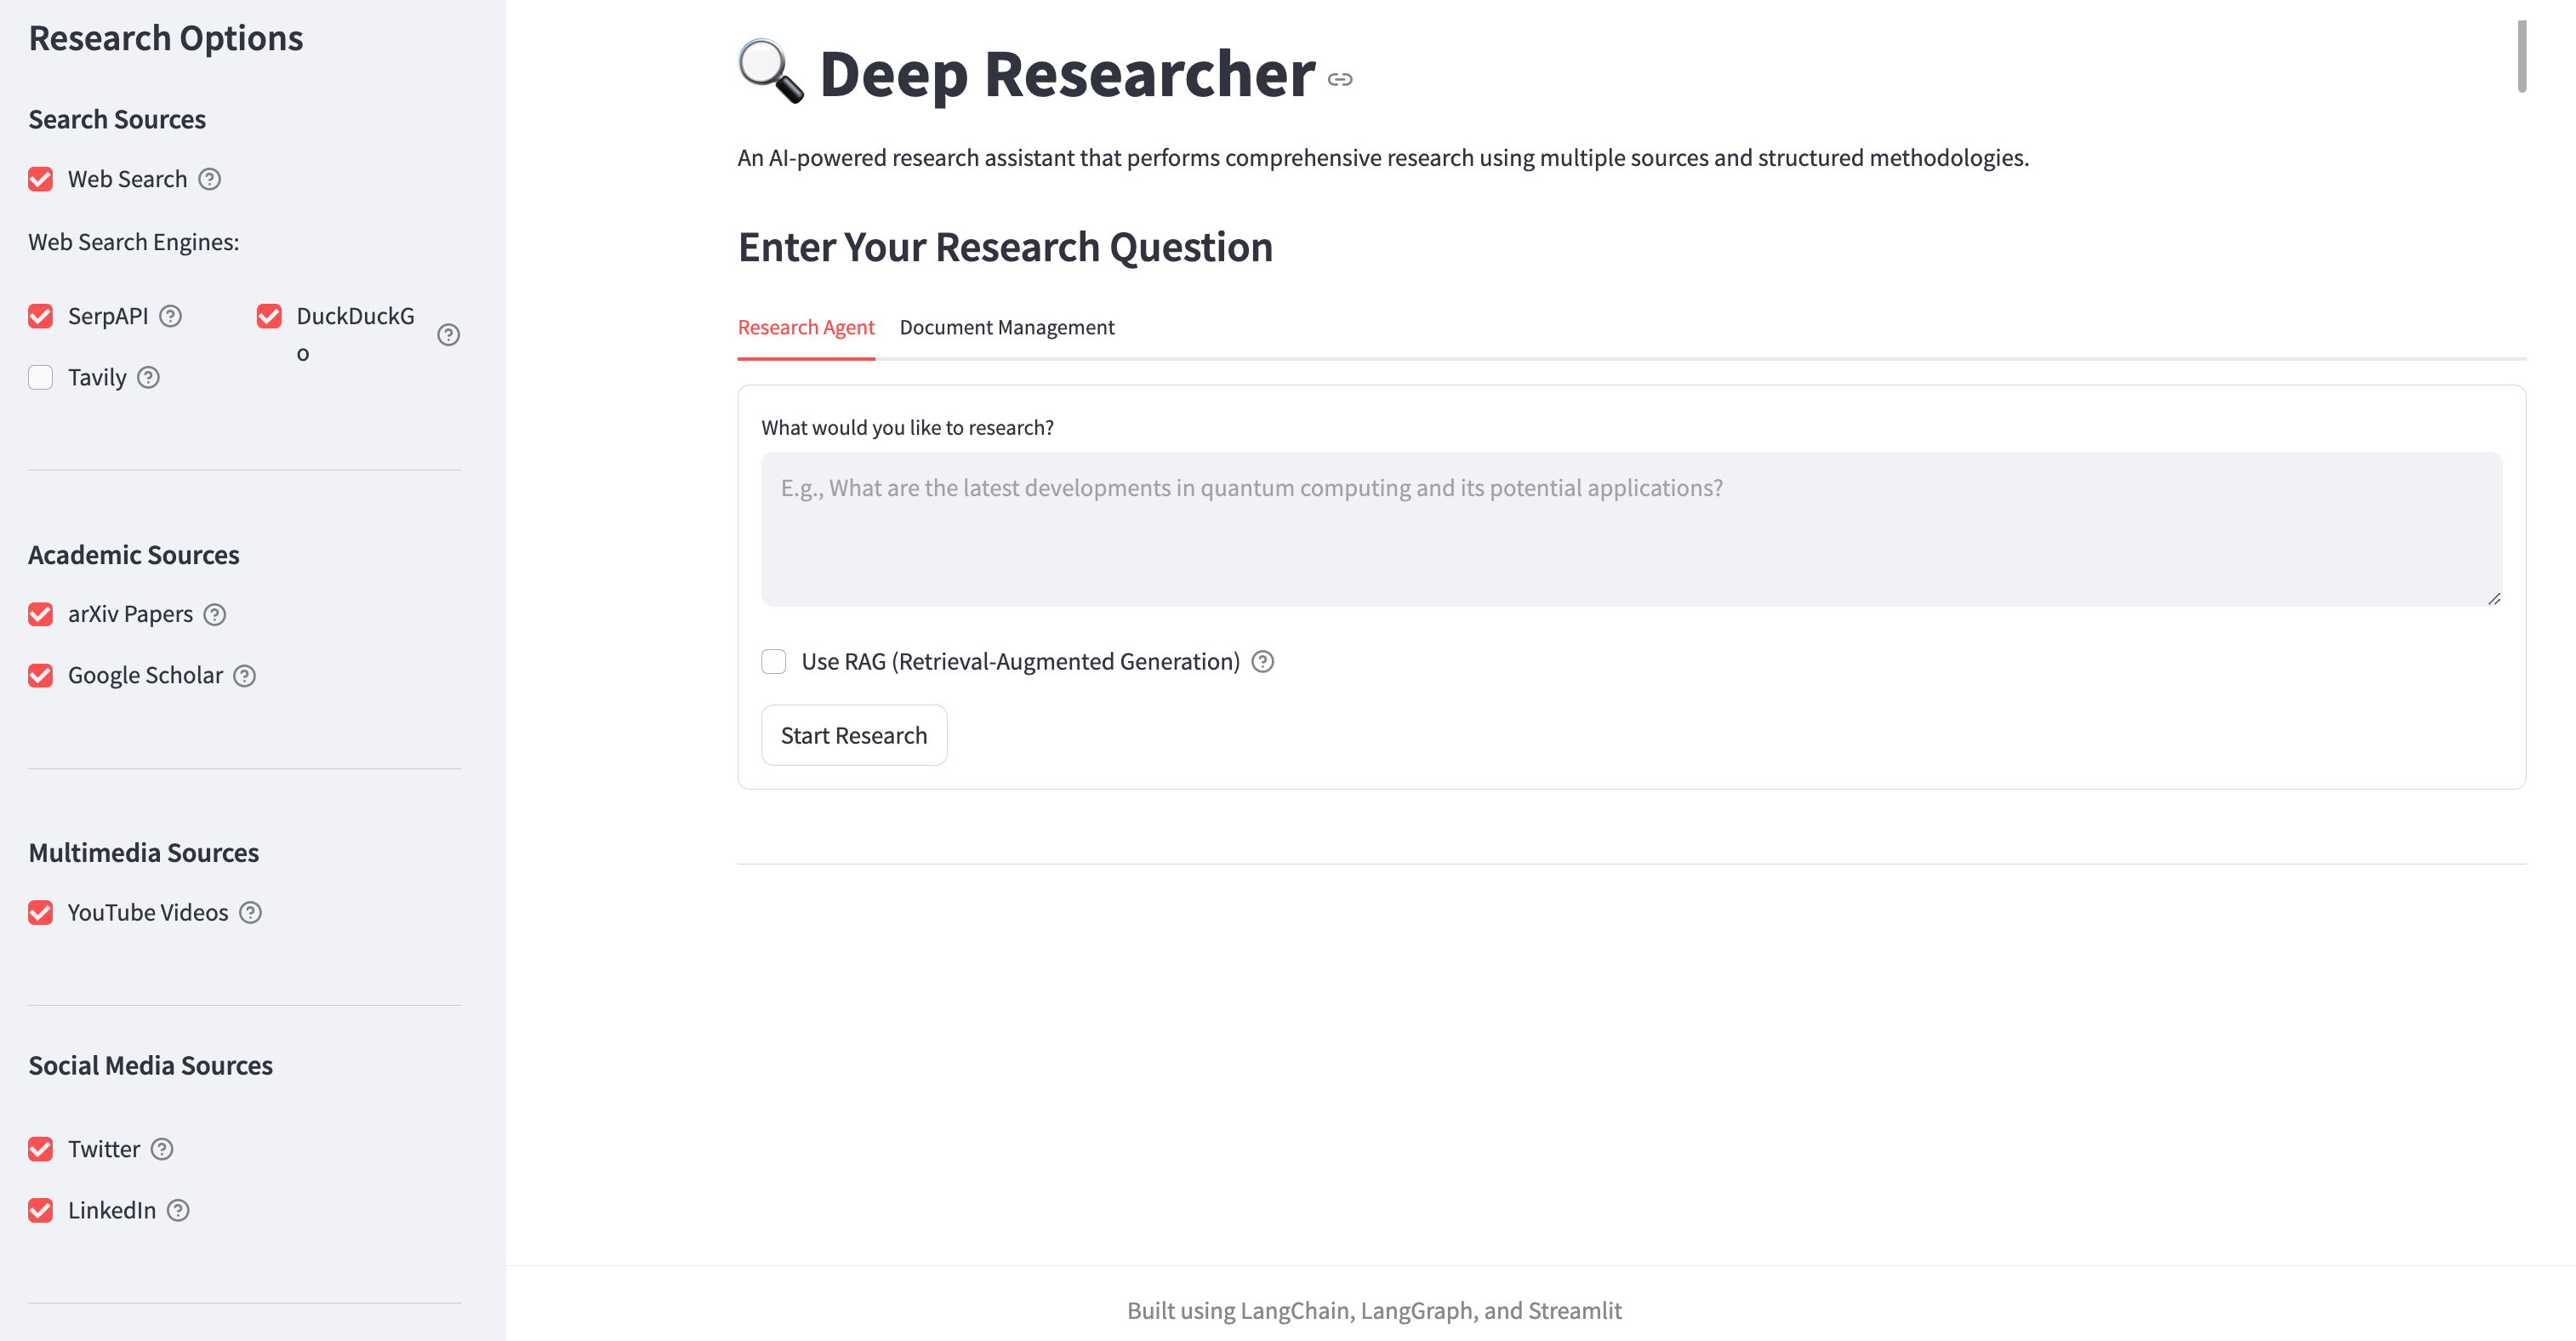 Research Options
Search Sources
Web Search
Web Search Engines:
SerpAPI
DuckDuckG
o
Tavily
Academic Sources
arXiv Papers
Google Scholar
Multimedia Sources
YouTube Videos
Social Media Sources
Twitter
LinkedIn
Deep Researcher
An AI-powered research assistant that performs comprehensive research using multiple sources and structured methodologies.
Enter Your Research Question
Research Agent
Document Management
What would you like to research?
E.g., What are the latest developments in quantum computing and its potential applications?
Use RAG (Retrieval-Augmented Generation)
Start Research
Built using LangChain, LangGraph, and Streamlit